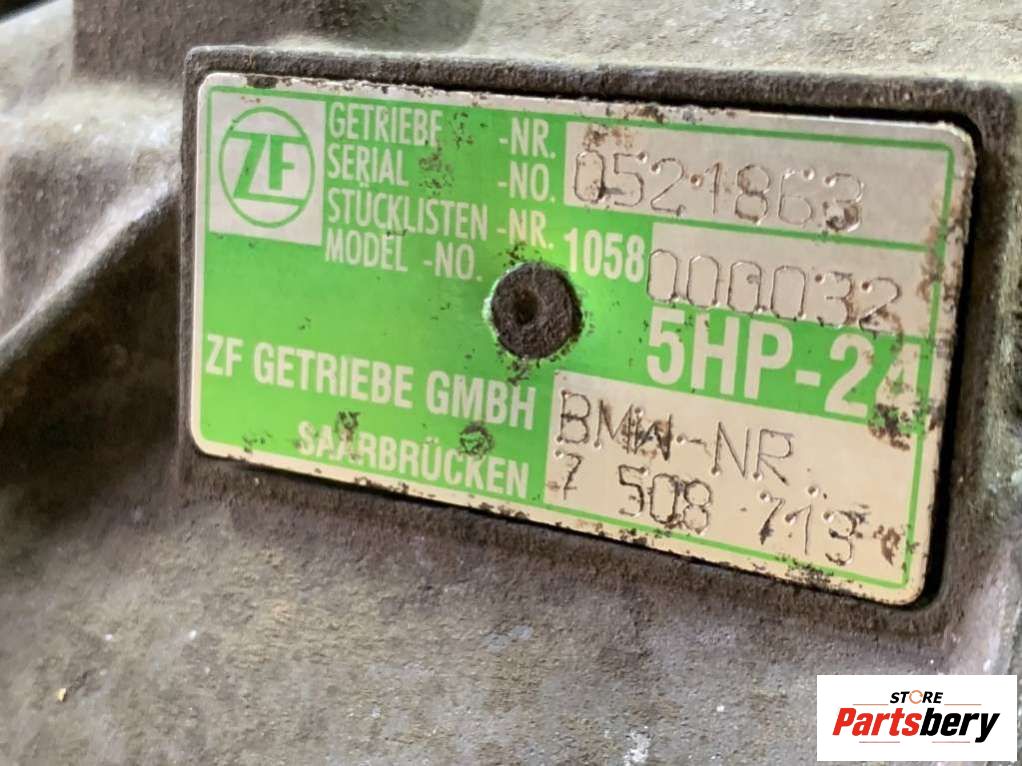 ZF
GETRIEBE -NR.
SERIAL -NO. 0521863
STÜCKLISTEN -NR.
MODEL -NO. 1058 000032
5HP-24
ZF GETRIEBE GMBH
SAARBRÜCKEN
BMW-NR.
7 508 713
STORE
Partsbery